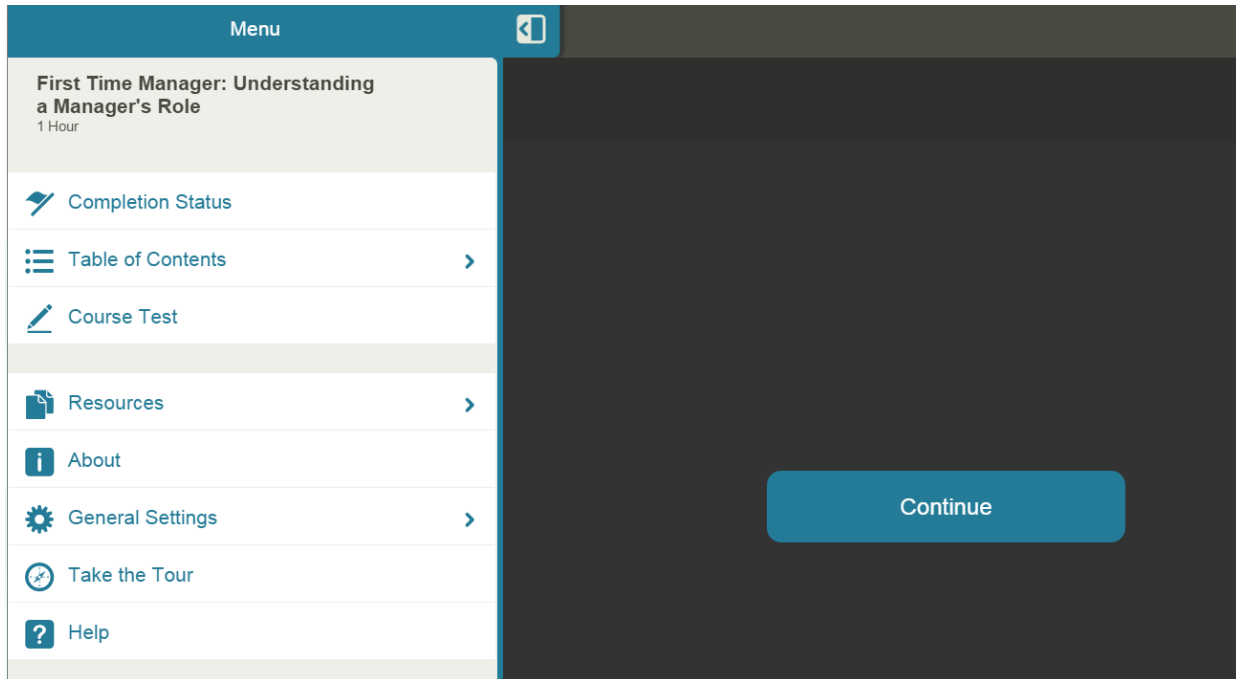 Menu
First Time Manager: Understanding
a Manager's Role
1 Hour
Completion Status
Table of Contents
Course Test
Resources
About
General Settings
Take the Tour
Help
Continue